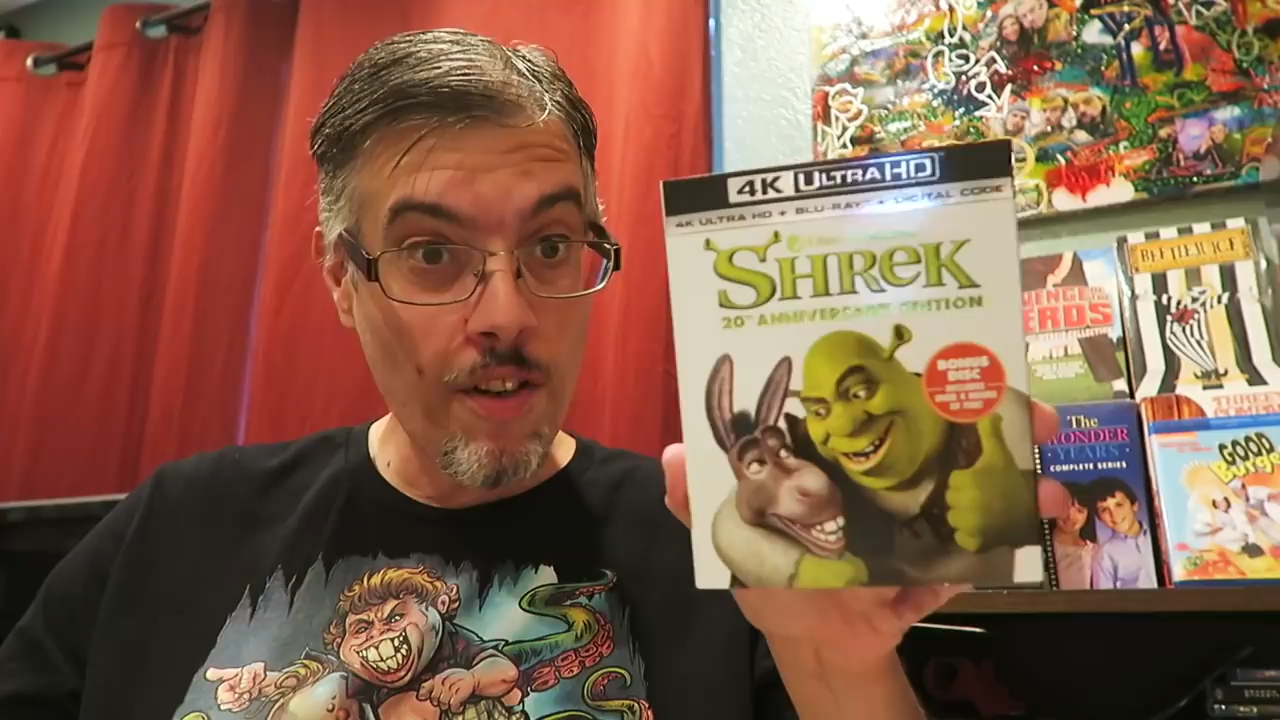 4K ULTRA HD
4K ULTRA HD + BLU-RAY + DIGITAL CODE
SHREK
20TH ANNIVERSARY EDITION
BONUS
DISC
INCLUDES
BEETLEJUICE
The
WONDER
YEARS
COMPLETE SERIES
GOOD